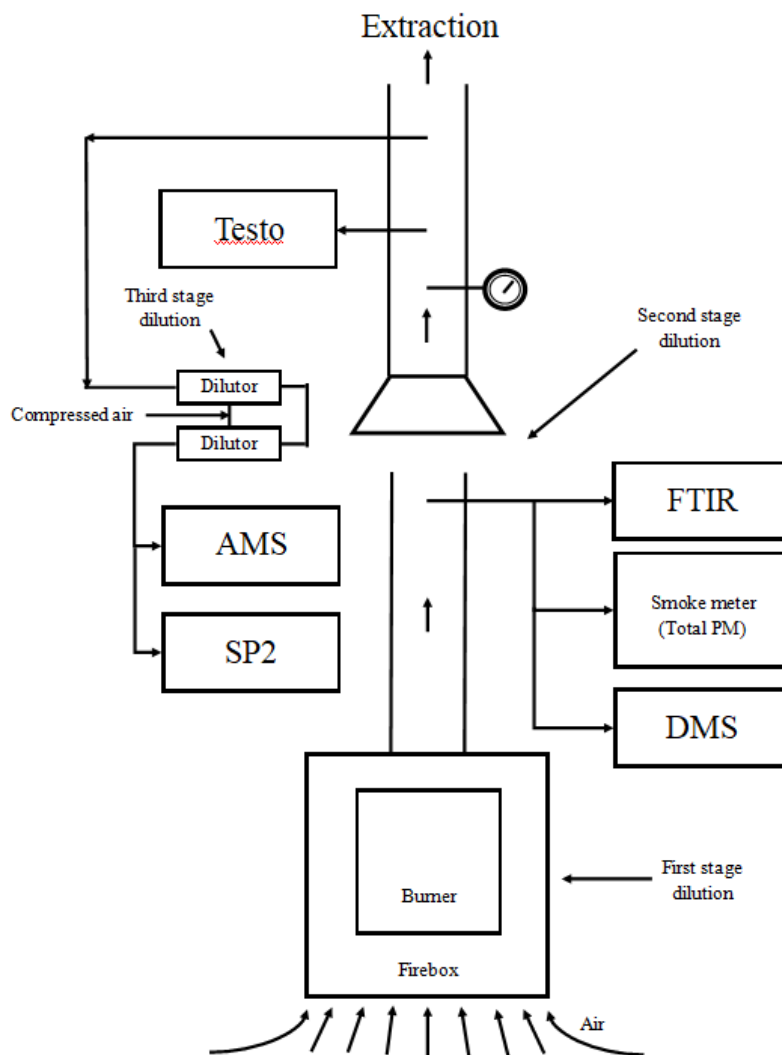 Extraction
Testo
Third stage
dilution
Second stage
dilution
Dilutor
Compressed air
Dilutor
FTIR
AMS
Smoke meter
(Total PM)
SP2
DMS
First stage
dilution
Burner
Firebox
Air